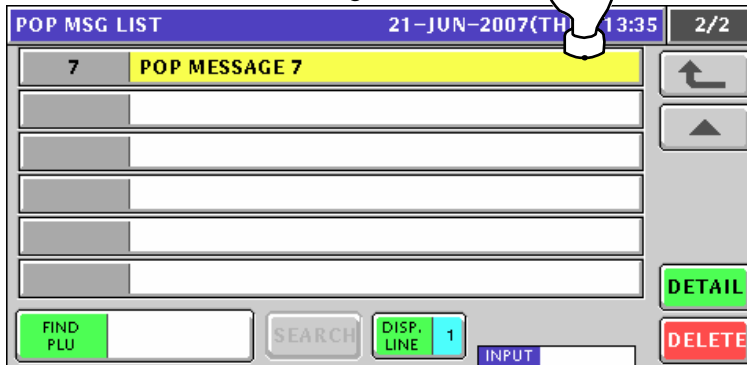 POP MSG LIST 21-JUN-2007(TH 13:35 2/2
7 POP MESSAGE 7
DETAIL
FIND PLU SEARCH DISP. LINE 1 DELETE
INPUT